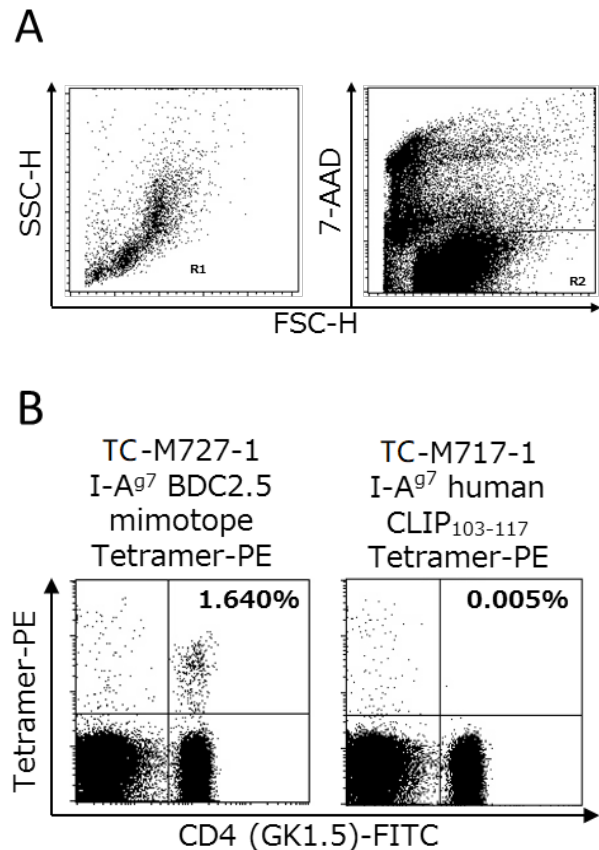 A
SSC-H
R1
7-AAD
R2
FSC-H
B
TC-M727-1
I-Aᵍ⁷ BDC2.5
mimotope
Tetramer-PE
TC-M717-1
I-Aᵍ⁷ human
CLIP₁₀₃₋₁₁₇
Tetramer-PE
Tetramer-PE
1.640%
0.005%
CD4 (GK1.5)-FITC